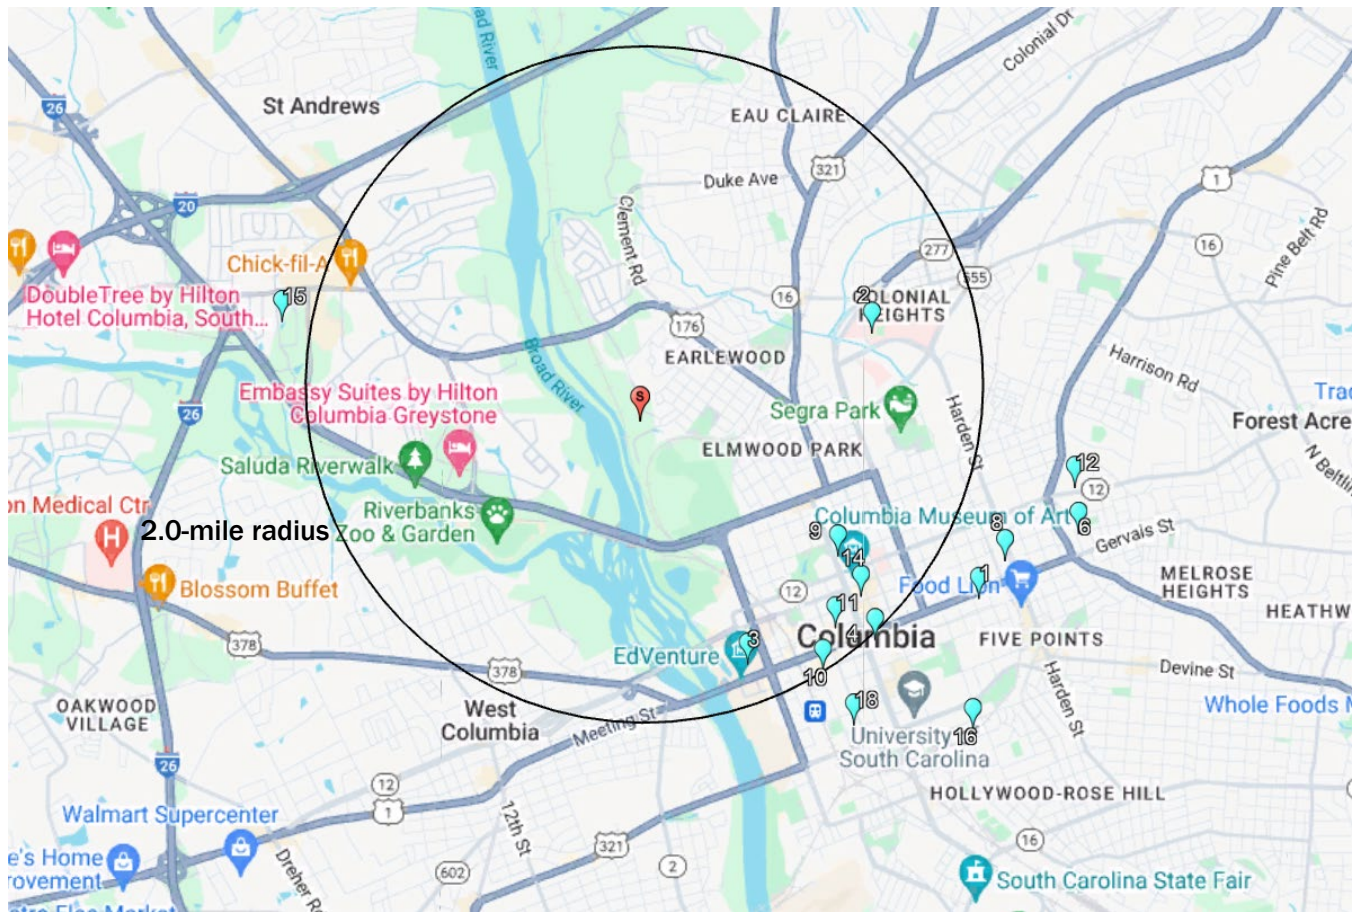 Broad River
Colonial Dr
26
St Andrews
EAU CLAIRE
321
Duke Ave
1
20
Clement Rd
277
16
Pine Belt Rd
Chick-fil-A
555
DoubleTree by Hilton
Hotel Columbia, South...
15
16
2
COLONIAL
HEIGHTS
176
EARLEWOOD
Broad River
Harrison Rd
Embassy Suites by Hilton
Columbia Greystone
S
26
Segra Park
Harden St
Forest Acre
ELMWOOD PARK
Saluda Riverwalk
12
12
N Beltlin
on Medical Ctr
H
2.0-mile radius
Riverbanks
Zoo & Garden
Columbia Museum of Art
9
8
6
Gervais St
14
1
Food Lion
Blossom Buffet
12
11
MELROSE
HEIGHTS
HEATHW
378
EdVenture
3
4
Columbia
FIVE POINTS
378
10
Devine St
Harden St
OAKWOOD
VILLAGE
West
Columbia
Meeting St
18
16
Whole Foods M
University
South Carolina
26
12
1
HOLLYWOOD-ROSE HILL
Walmart Supercenter
12th St
321
16
e's Home
rovement
Dreher Rd
602
2
South Carolina State Fair